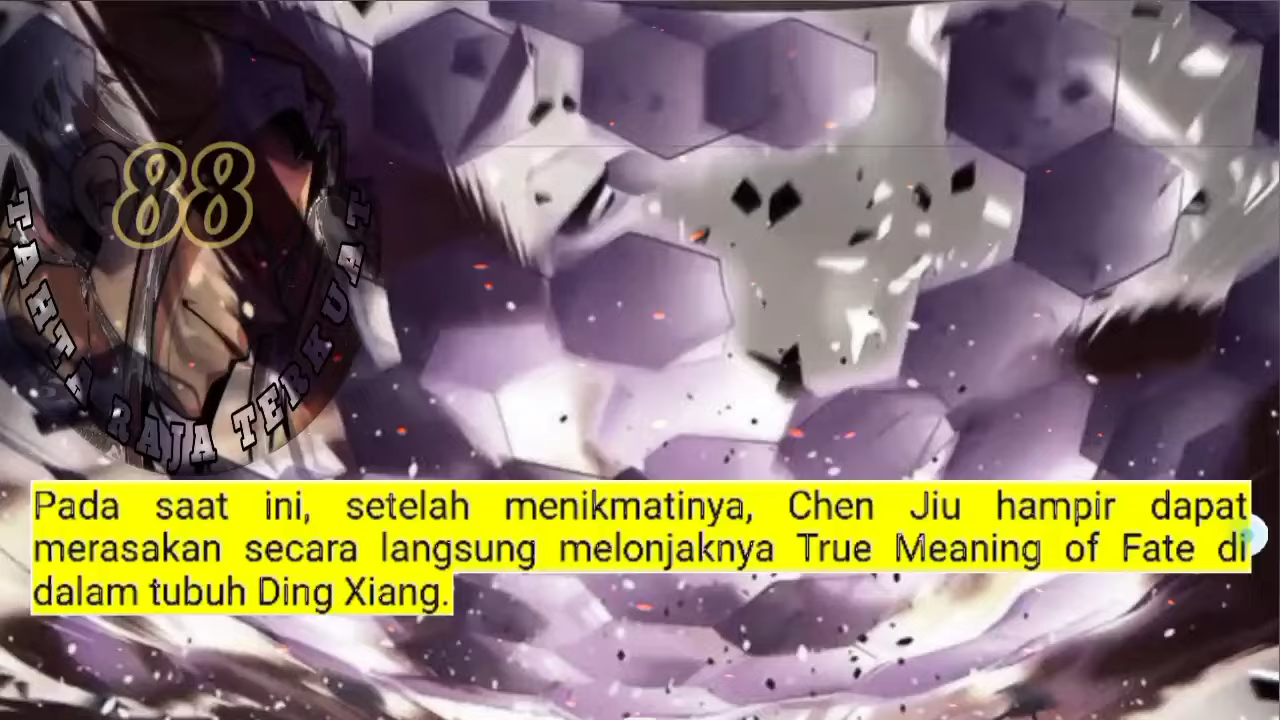 88
TAHTA RAJA TERKUAT
Pada saat ini, setelah menikmatinya, Chen Jiu hampir dapat
merasakan secara langsung melonjaknya True Meaning of Fate di
dalam tubuh Ding Xiang.